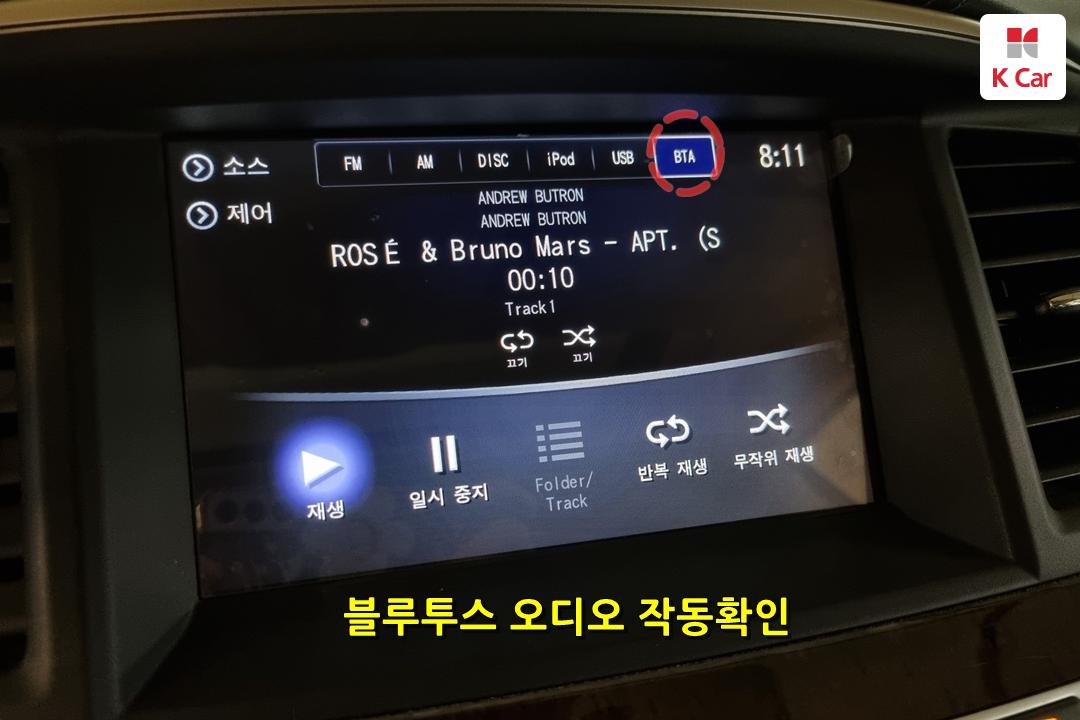 K Car
소스
FM AM DISC iPod USB BTA
8:11
제어
ANDREW BUTRON
ANDREW BUTRON
ROSÉ & Bruno Mars - APT. (S
00:10
Track1
끄기 끄기
재생
일시 중지
Folder/
Track
반복 재생
무작위 재생
블루투스 오디오 작동확인